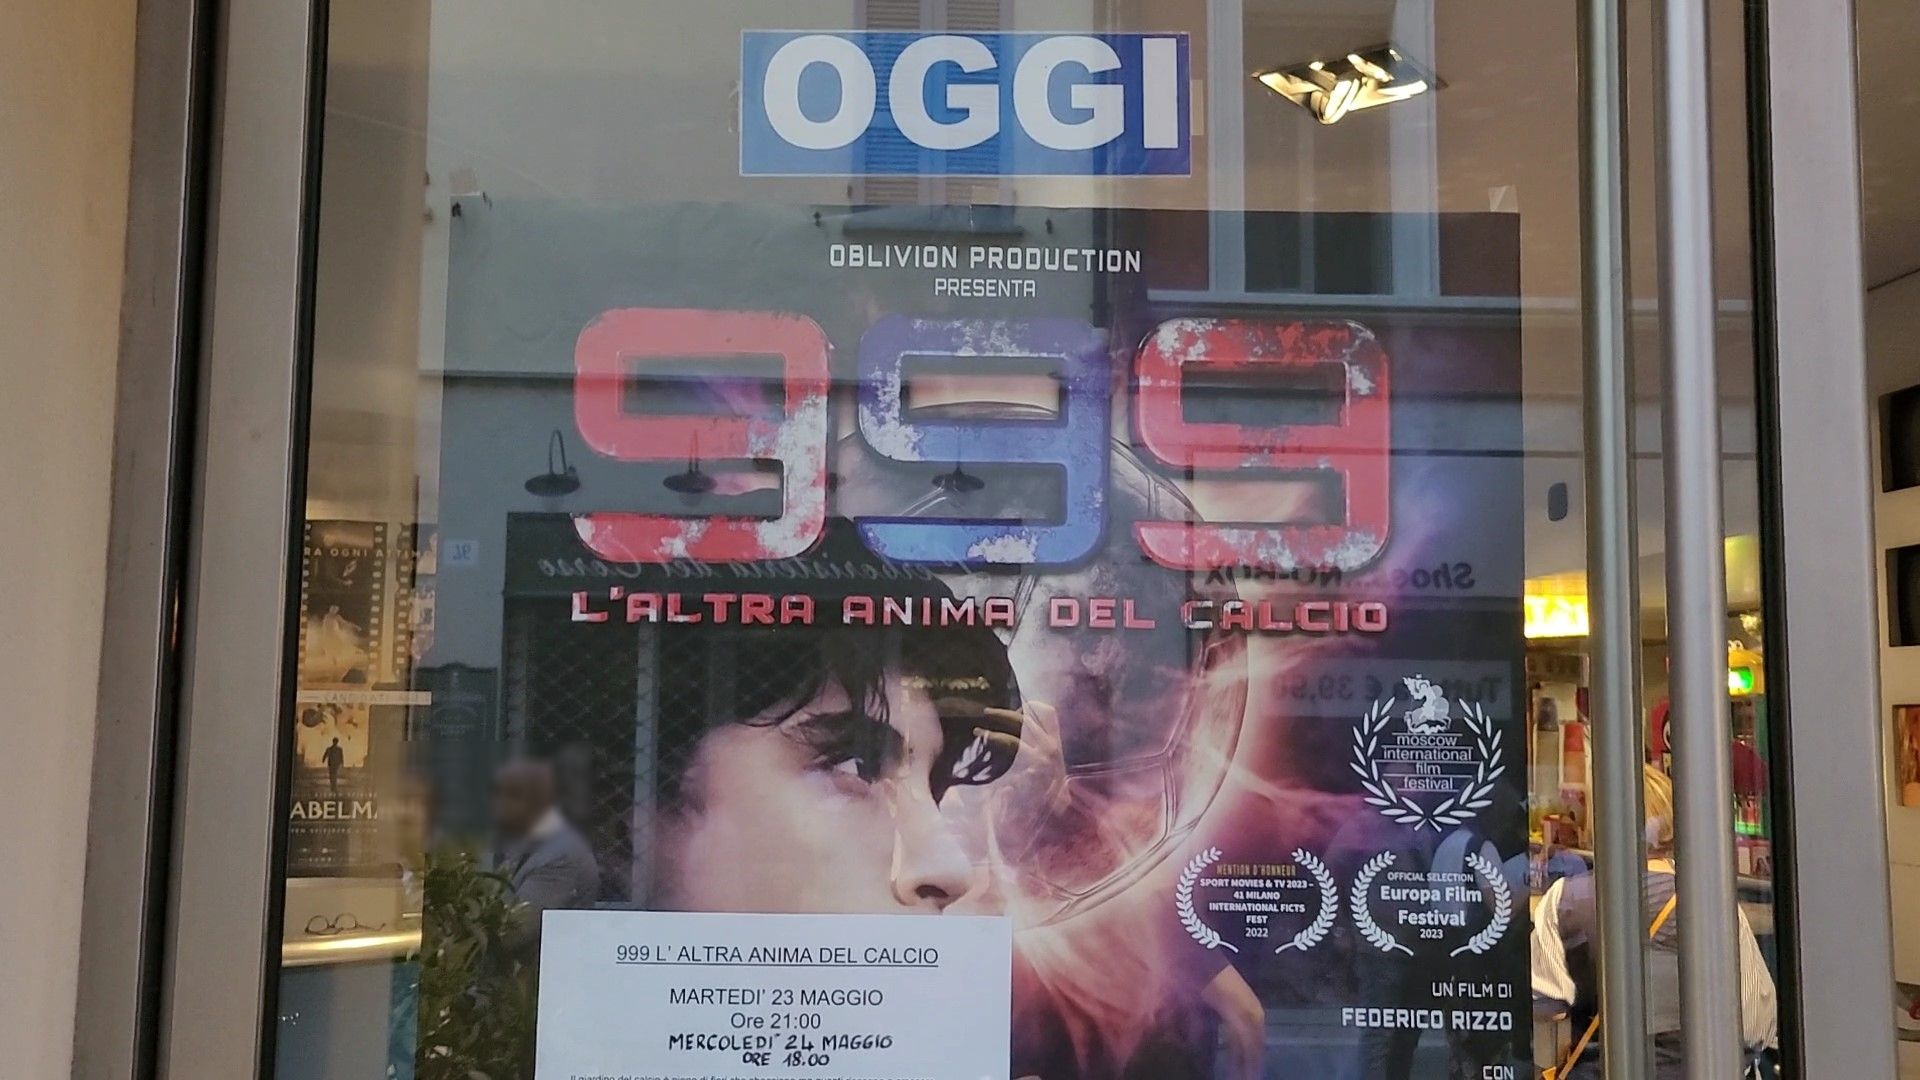 OGGI
OBLIVION PRODUCTION
PRESENTA
999
L'ALTRA ANIMA DEL CALCIO
moscow
international
film
festival
MENTION D'HONNEUR
SPORT MOVIES & TV 2023 -
41 MILANO
INTERNATIONAL FICTS
FEST
2022
OFFICIAL SELECTION
Europa Film
Festival
2023
UN FILM DI
FEDERICO RIZZO
CON
999 L' ALTRA ANIMA DEL CALCIO
MARTEDI' 23 MAGGIO
Ore 21:00
MERCOLEDI' 24 MAGGIO
ORE 18.00